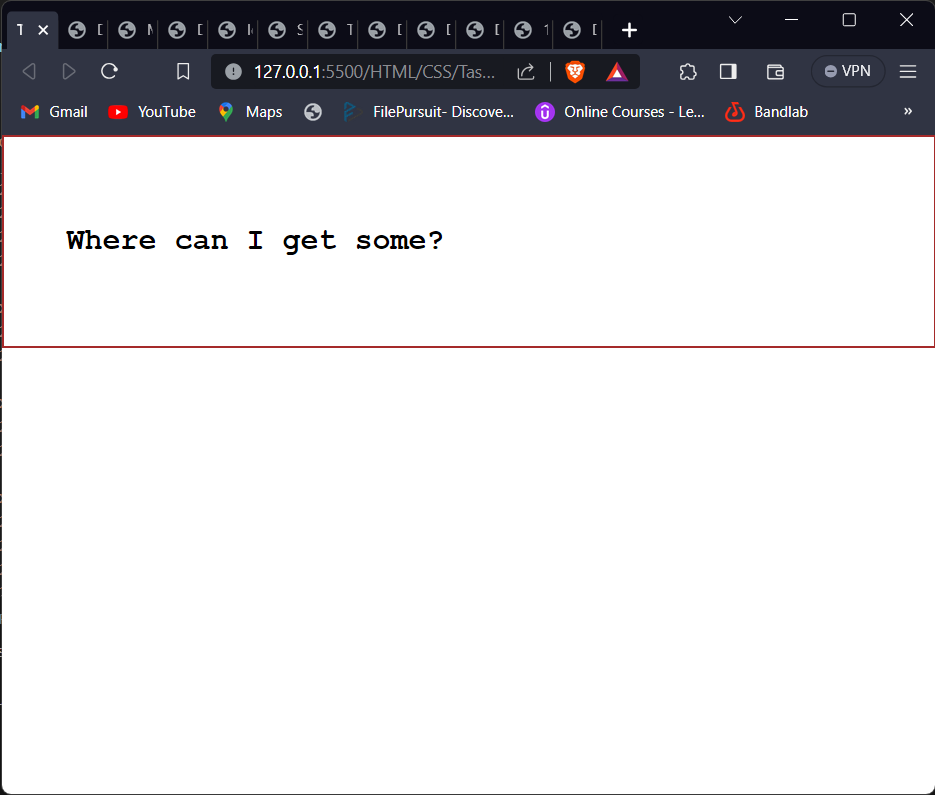 127.0.0.1:5500/HTML/CSS/Tas...
VPN
Gmail YouTube Maps FilePursuit- Discove... Online Courses - Le... Bandlab »
Where can I get some?